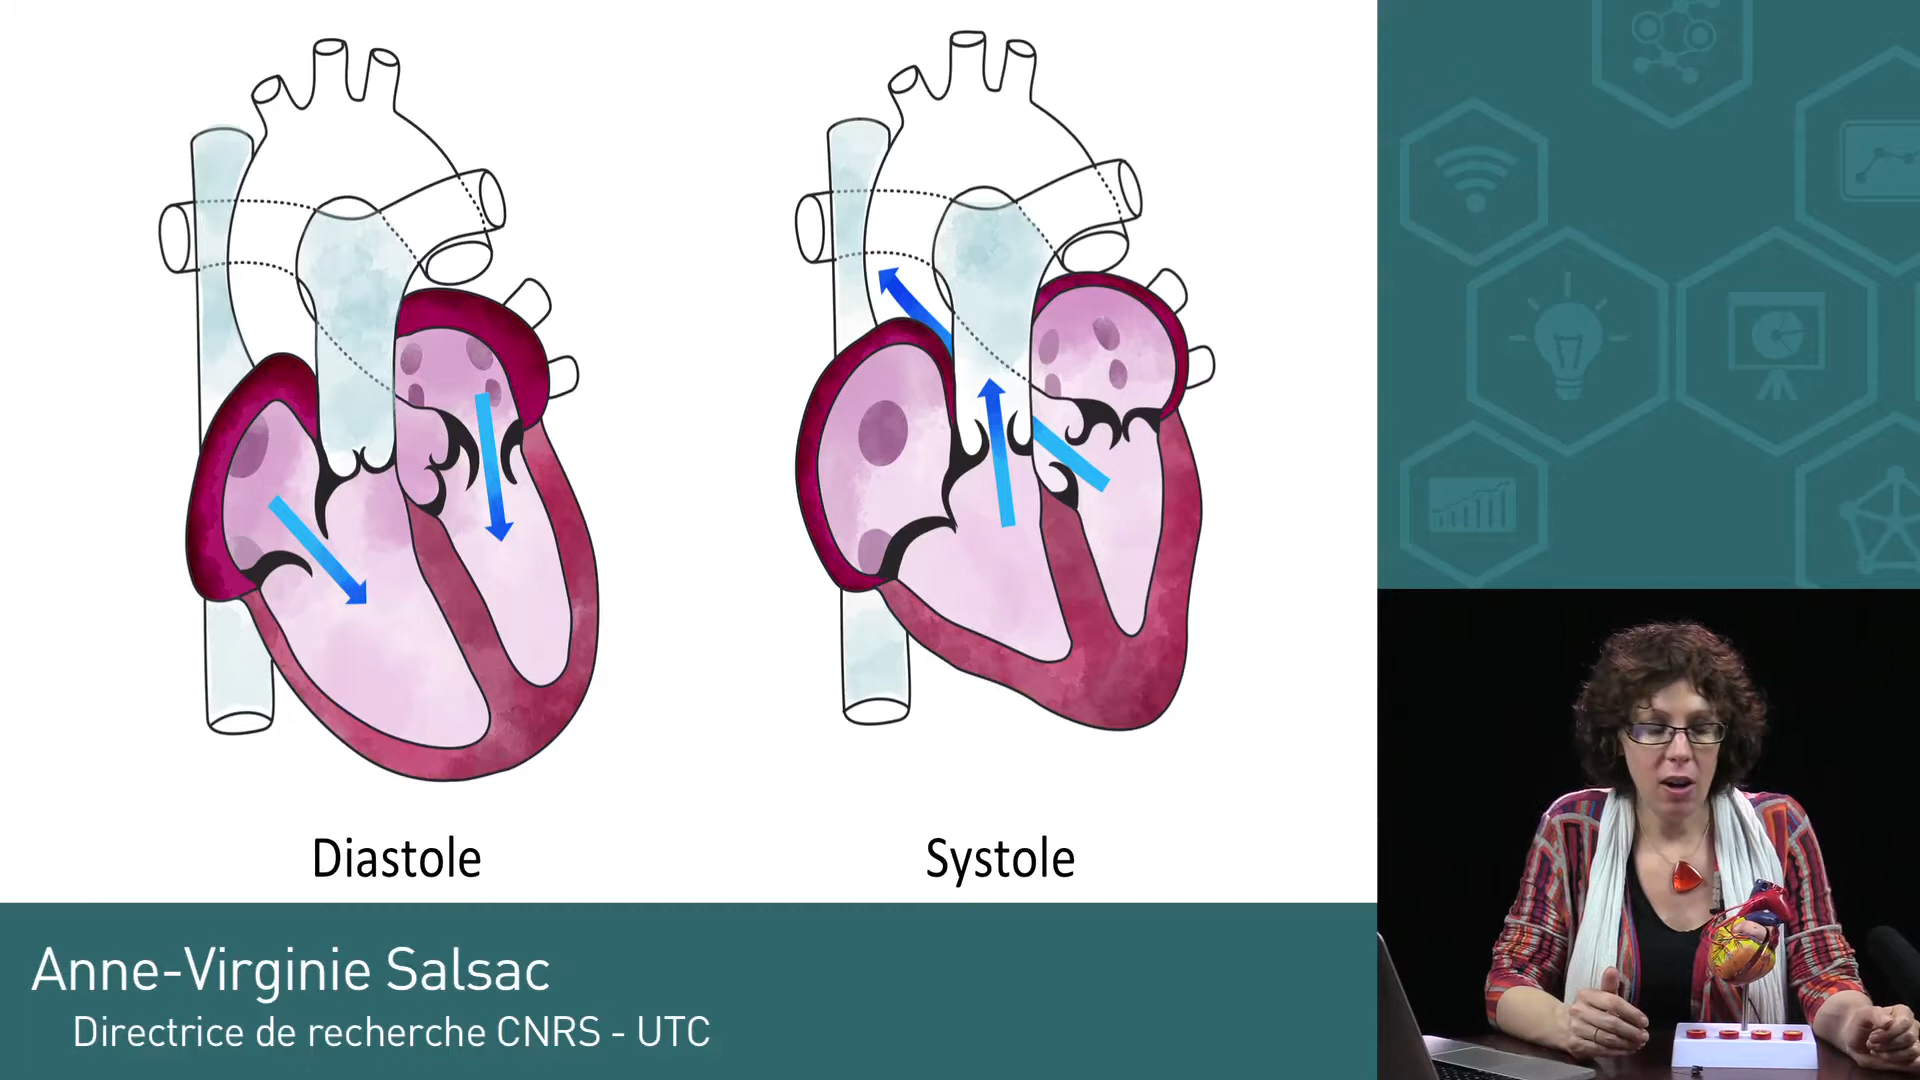 Diastole
Systole
Anne-Virginie Salsac
Directrice de recherche CNRS - UTC